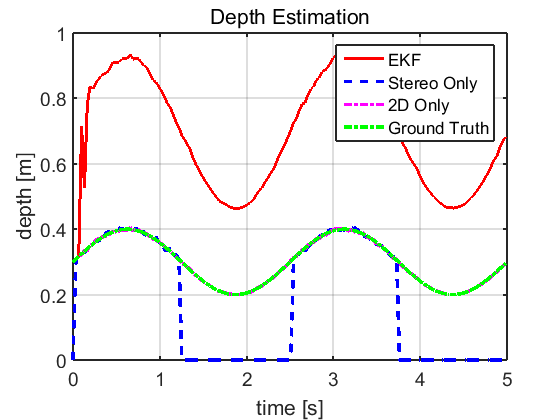 Depth Estimation
1
0.8
0.6
0.4
0.2
0
depth [m]
EKF
Stereo Only
2D Only
Ground Truth
0 1 2 3 4 5
time [s]